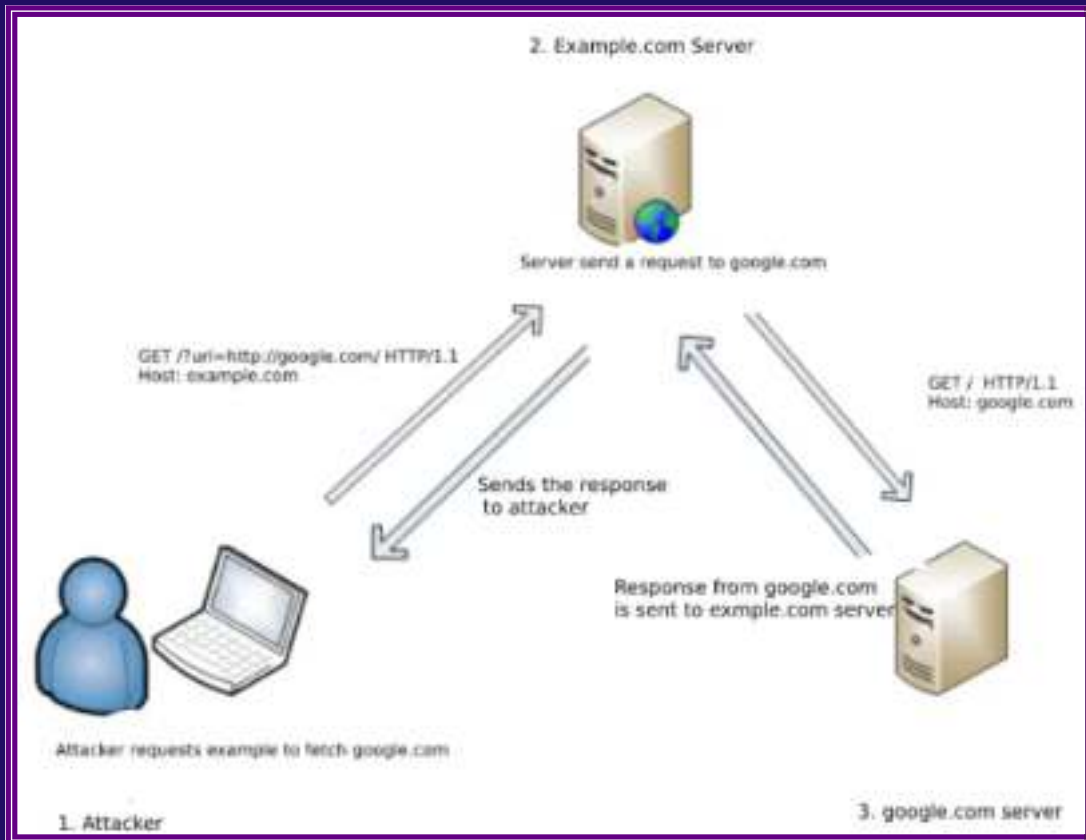 2. Example.com Server
Server send a request to google.com
GET /?url=http://google.com/ HTTP/1.1
Host: example.com
GET / HTTP/1.1
Host: google.com
Sends the response
to attacker
Response from google.com
is sent to exmple.com server
Attacker requests example to fetch google.com
1. Attacker
3. google.com server